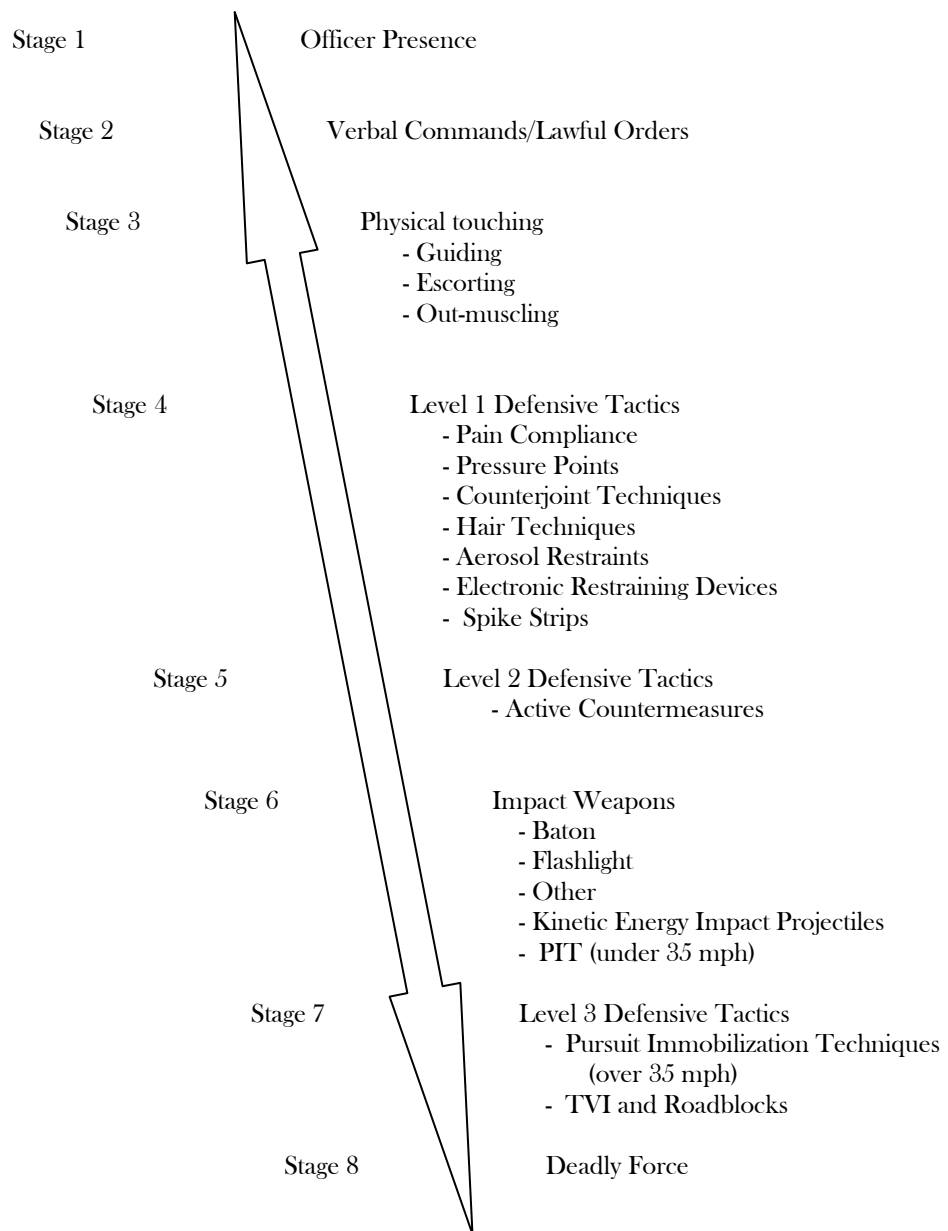 Stage 1 Officer Presence
Stage 2 Verbal Commands/Lawful Orders
Stage 3 Physical touching
- Guiding
- Escorting
- Out-muscling
Stage 4 Level 1 Defensive Tactics
- Pain Compliance
- Pressure Points
- Counterjoint Techniques
- Hair Techniques
- Aerosol Restraints
- Electronic Restraining Devices
- Spike Strips
Stage 5 Level 2 Defensive Tactics
- Active Countermeasures
Stage 6 Impact Weapons
- Baton
- Flashlight
- Other
- Kinetic Energy Impact Projectiles
- PIT (under 35 mph)
Stage 7 Level 3 Defensive Tactics
- Pursuit Immobilization Techniques
(over 35 mph)
- TVI and Roadblocks
Stage 8 Deadly Force